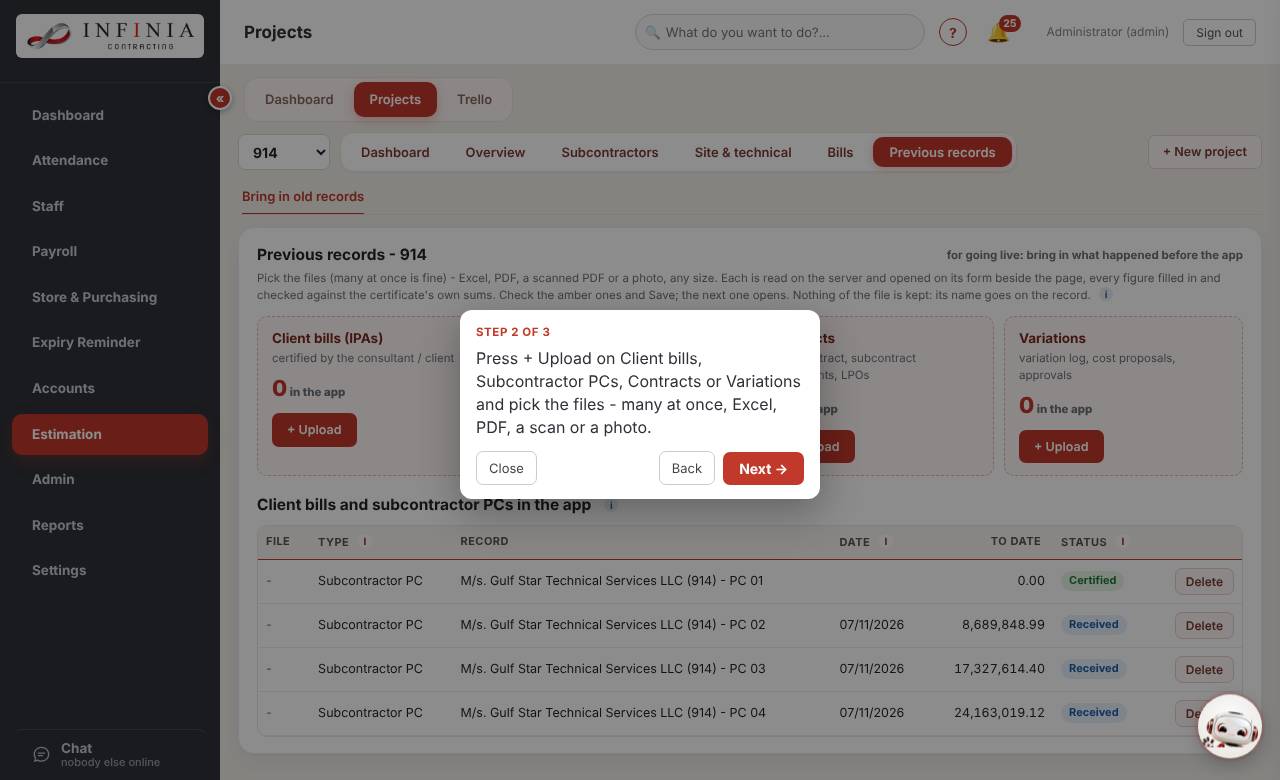 INFINIA
CONTRACTING
Projects
What do you want to do?...
?
25
Administrator (admin)
Sign out
«
Dashboard
Attendance
Staff
Payroll
Store & Purchasing
Expiry Reminder
Accounts
Estimation
Admin
Reports
Settings
Chat
nobody else online
Dashboard
Projects
Trello
914
Dashboard
Overview
Subcontractors
Site & technical
Bills
Previous records
+ New project
Bring in old records
Previous records - 914
for going live: bring in what happened before the app
Pick the files (many at once is fine) - Excel, PDF, a scanned PDF or a photo, any size. Each is read on the server and opened on its form beside the page, every figure filled in and
checked against the certificate's own sums. Check the amber ones and Save; the next one opens. Nothing of the file is kept: its name goes on the record. i
Client bills (IPAs)
certified by the consultant / client
0 in the app
+ Upload
STEP 2 OF 3
Press + Upload on Client bills,
Subcontractor PCs, Contracts or Variations
and pick the files - many at once, Excel,
PDF, a scan or a photo.
Close
Back
Next →
Variations
variation log, cost proposals,
approvals
0 in the app
+ Upload
Client bills and subcontractor PCs in the app i
FILE TYPE I RECORD DATE I TO DATE STATUS I
- Subcontractor PC M/s. Gulf Star Technical Services LLC (914) - PC 01 0.00 Certified Delete
- Subcontractor PC M/s. Gulf Star Technical Services LLC (914) - PC 02 07/11/2026 8,689,848.99 Received Delete
- Subcontractor PC M/s. Gulf Star Technical Services LLC (914) - PC 03 07/11/2026 17,327,614.40 Received Delete
- Subcontractor PC M/s. Gulf Star Technical Services LLC (914) - PC 04 07/11/2026 24,163,019.12 Received